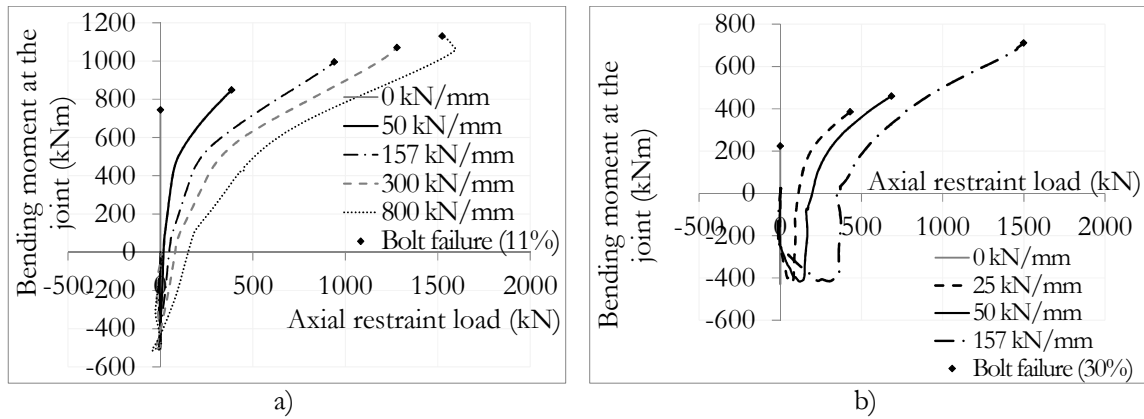 Bending moment at the
joint (kNm)
1200
1000
800
600
400
200
0
-200
-400
-600
-500
0
500
1000
1500
2000
Axial restraint load (kN)
0 kN/mm
50 kN/mm
157 kN/mm
300 kN/mm
800 kN/mm
Bolt failure (11%)
a)
Bending moment at the
joint (kNm)
800
600
400
200
0
-200
-400
-600
-500
0
500
1000
1500
2000
Axial restraint load (kN)
0 kN/mm
25 kN/mm
50 kN/mm
157 kN/mm
Bolt failure (30%)
b)